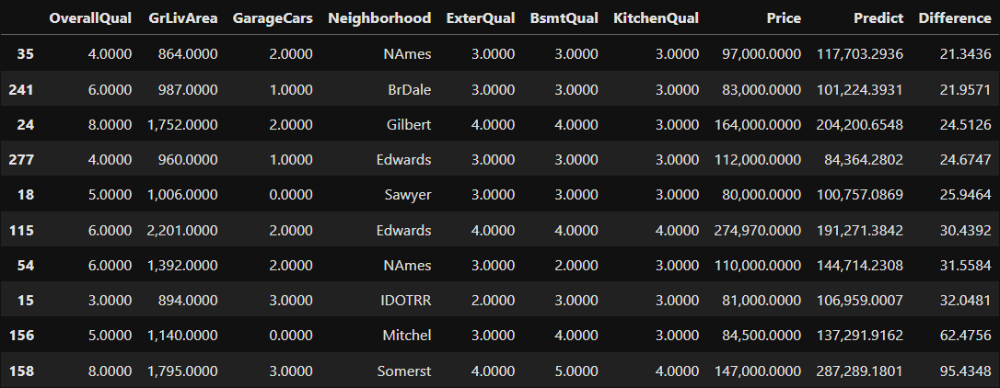 OverallQual GrLivArea GarageCars Neighborhood ExterQual BsmtQual KitchenQual Price Predict Difference
35 4.0000 864.0000 2.0000 NAmes 3.0000 3.0000 3.0000 97,000.0000 117,703.2936 21.3436
241 6.0000 987.0000 1.0000 BrDale 3.0000 3.0000 3.0000 83,000.0000 101,224.3931 21.9571
24 8.0000 1,752.0000 2.0000 Gilbert 4.0000 4.0000 3.0000 164,000.0000 204,200.6548 24.5126
277 4.0000 960.0000 1.0000 Edwards 3.0000 3.0000 3.0000 112,000.0000 84,364.2802 24.6747
18 5.0000 1,006.0000 0.0000 Sawyer 3.0000 3.0000 3.0000 80,000.0000 100,757.0869 25.9464
115 6.0000 2,201.0000 2.0000 Edwards 4.0000 4.0000 4.0000 274,970.0000 191,271.3842 30.4392
54 6.0000 1,392.0000 2.0000 NAmes 3.0000 2.0000 3.0000 110,000.0000 144,714.2308 31.5584
15 3.0000 894.0000 3.0000 IDOTRR 2.0000 3.0000 3.0000 81,000.0000 106,959.0007 32.0481
156 5.0000 1,140.0000 0.0000 Mitchel 3.0000 4.0000 3.0000 84,500.0000 137,291.9162 62.4756
158 8.0000 1,795.0000 3.0000 Somerst 4.0000 5.0000 4.0000 147,000.0000 287,289.1801 95.4348